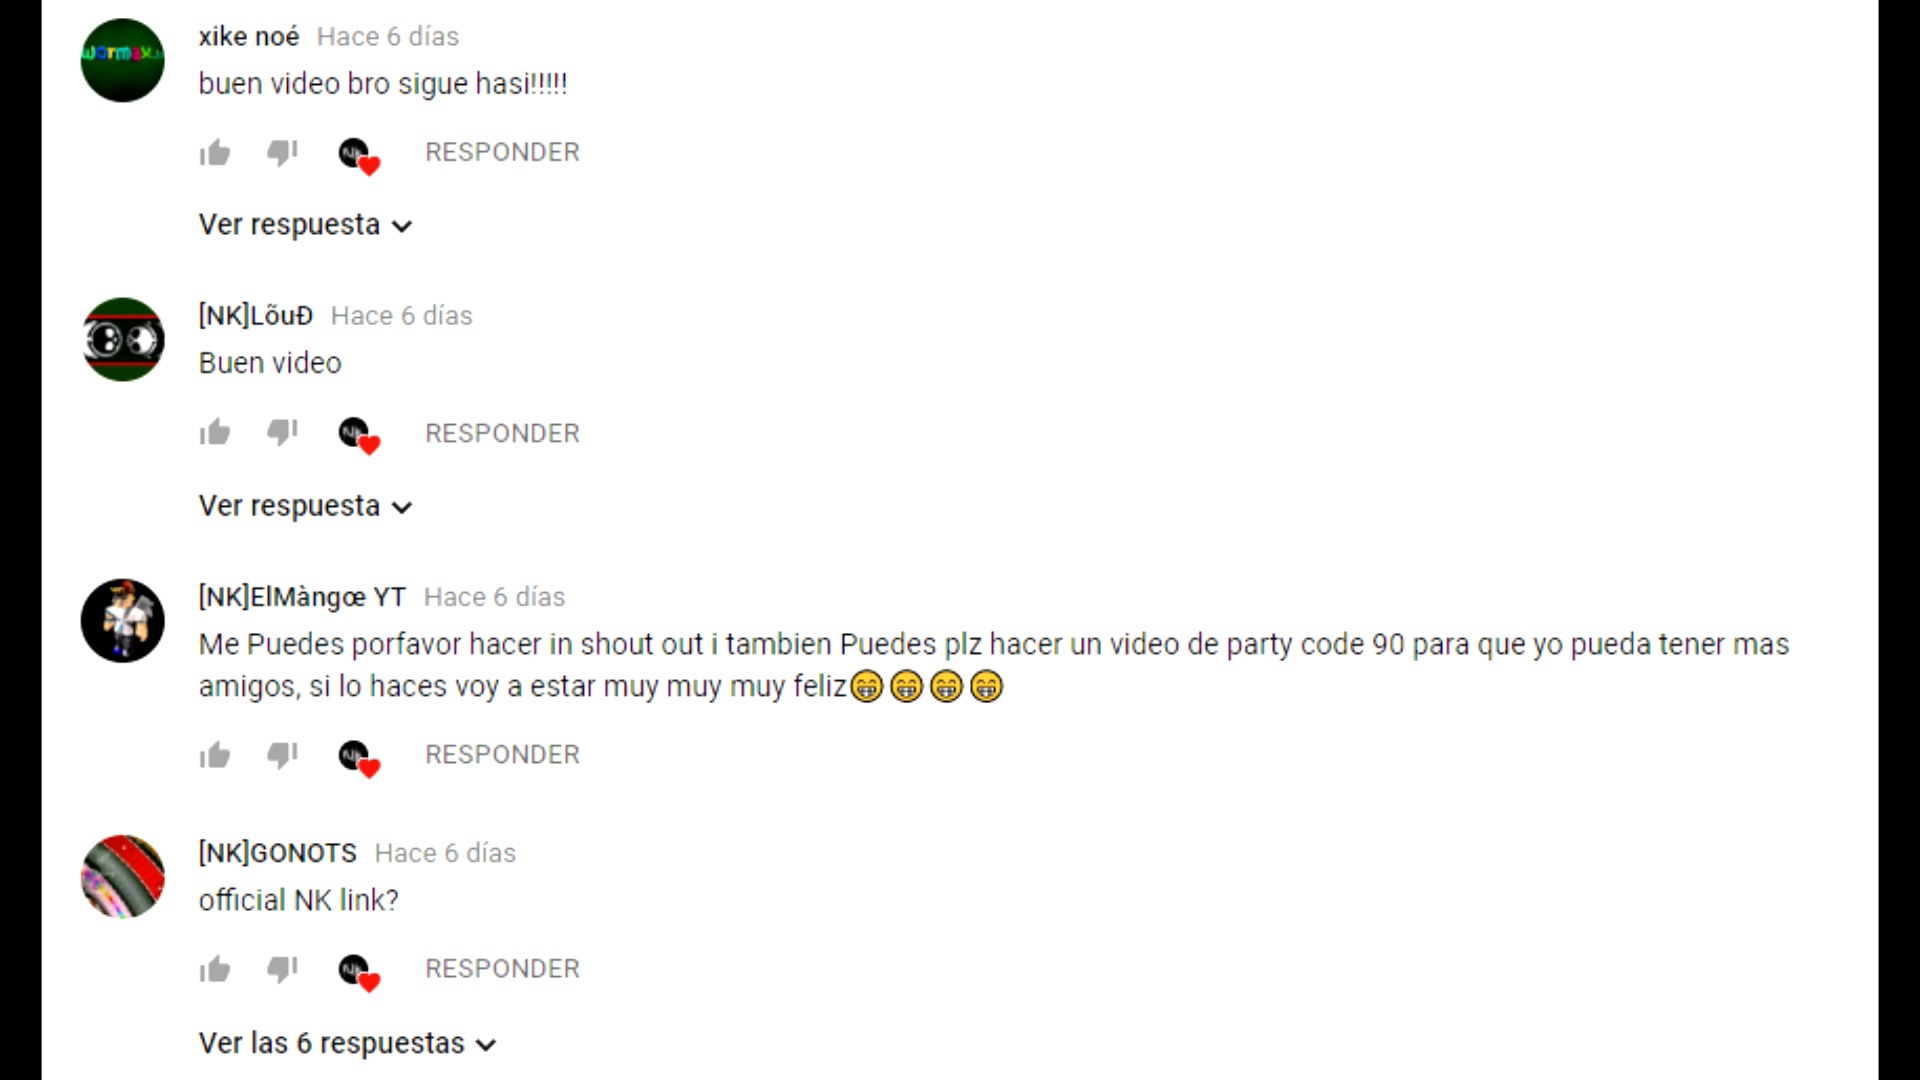 xike noé Hace 6 días
buen video bro sigue hasi!!!!!
RESPONDER
Ver respuesta
[NK]LõuĐ Hace 6 días
Buen video
RESPONDER
Ver respuesta
[NK]ElMàngœ YT Hace 6 días
Me Puedes porfavor hacer in shout out i tambien Puedes plz hacer un video de party code 90 para que yo pueda tener mas
amigos, si lo haces voy a estar muy muy muy feliz😁😁😁😁
RESPONDER
[NK]GONOTS Hace 6 días
official NK link?
RESPONDER
Ver las 6 respuestas